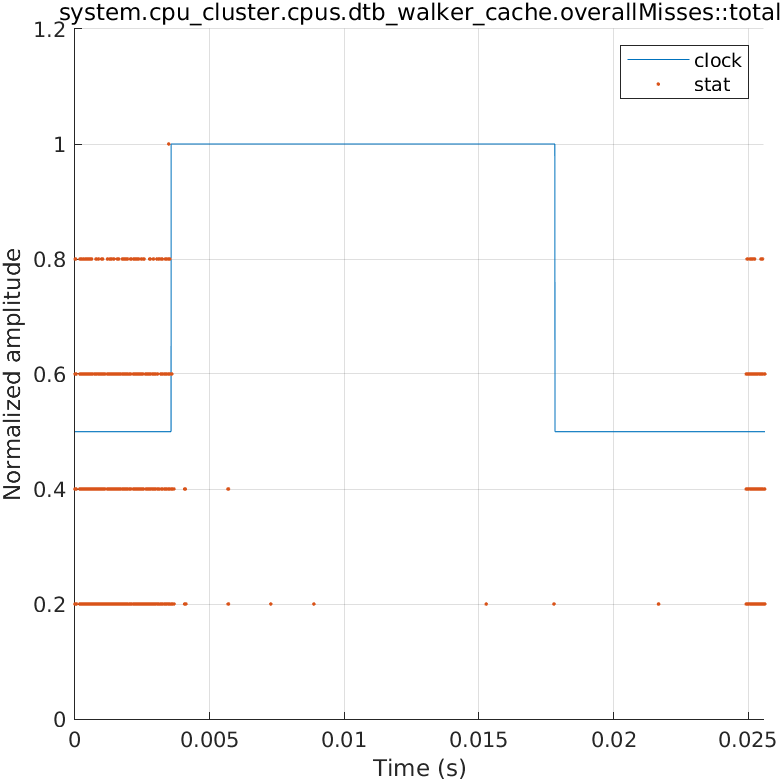 system.cpu_cluster.cpus.dtb_walker_cache.overallMisses::total
1.2
1
0.8
0.6
0.4
0.2
0
Normalized amplitude
clock
stat
0 0.005 0.01 0.015 0.02 0.025
Time (s)